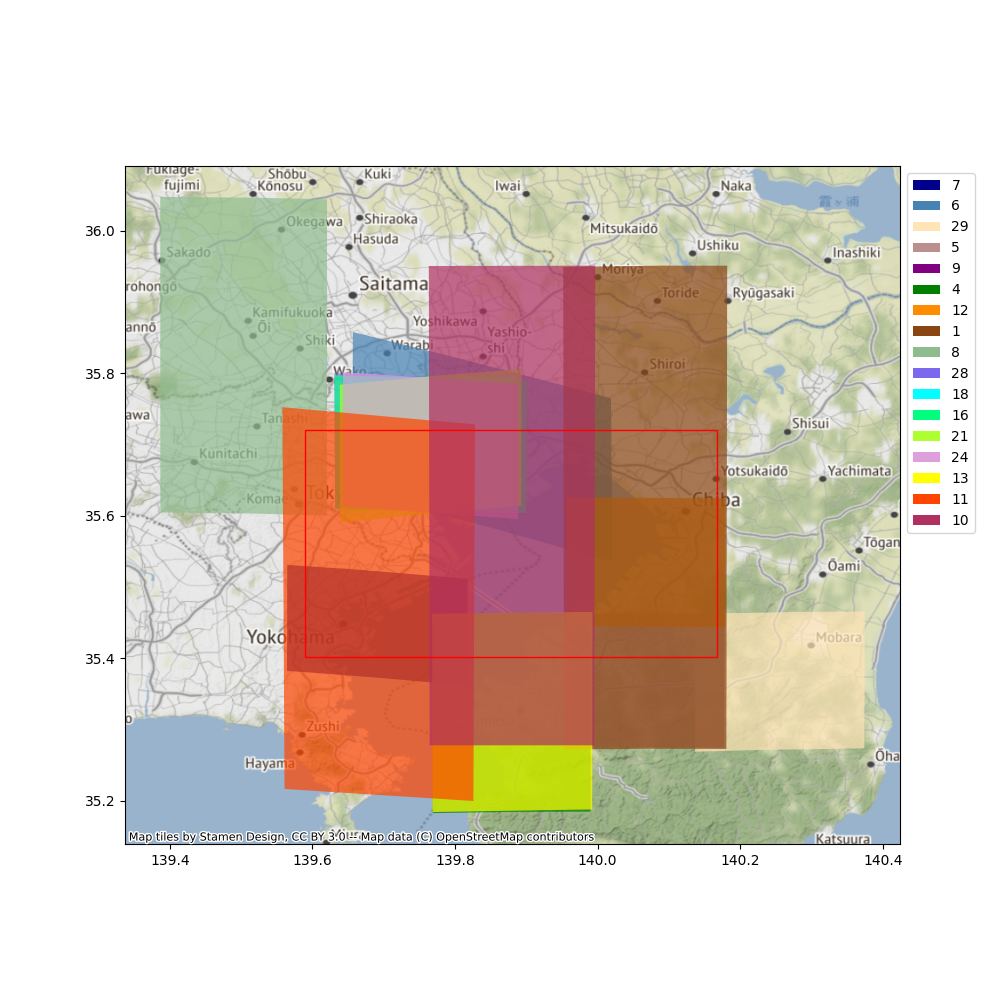 Fukiage-
fujimi
Shōbu
Kōnosu
Kuki
Iwai
Naka
36.0
Okegawa
Shiraoka
Hasuda
Mitsukaidō
Ushiku
Inashiki
Sakado
Saitama
Moriya
Toride
Ryūgasaki
rohongō
Kamifukuoka
Ōi
Yoshikawa
Yashio-
shi
annō
Shiki
Warabi
Shiroi
35.8
Wako
awa
Tanashi
Shisui
Kunitachi
Yotsukaidō
Yachimata
Komae
Tok
Chiba
35.6
Tōgan
Ōami
Yokohama
Mobara
35.4
Zushi
Hayama
Ōha
35.2
Katsuura
Map tiles by Stamen Design, CC BY 3.0 -- Map data (C) OpenStreetMap contributors
139.4 139.6 139.8 140.0 140.2 140.4
7
6
29
5
9
4
12
1
8
28
18
16
21
24
13
11
10